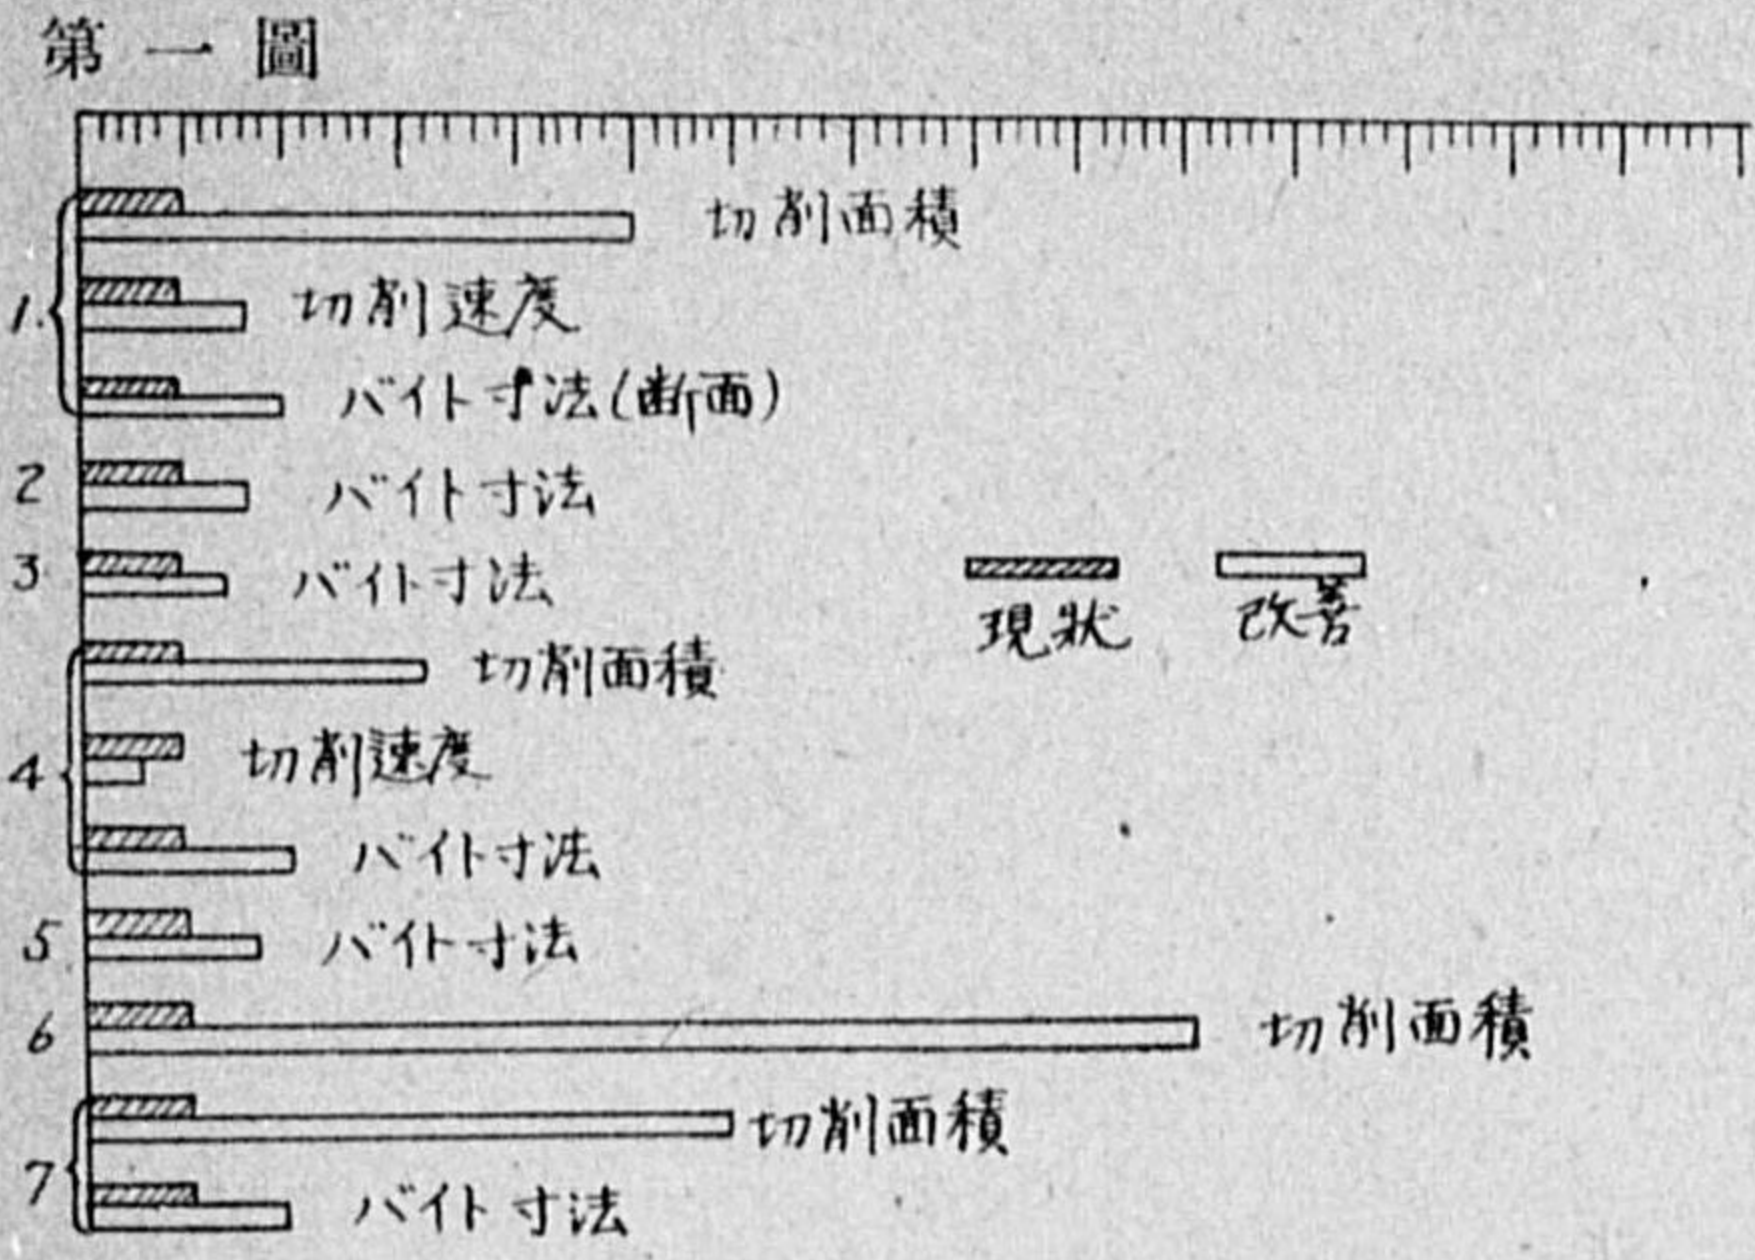 第一圖
1. 切削面積
切削速度
バイト寸法(断面)
2 バイト寸法
3 バイト寸法
現狀 改善
4 切削面積
切削速度
バイト寸法
5 バイト寸法
6 切削面積
7 切削面積
バイト寸法